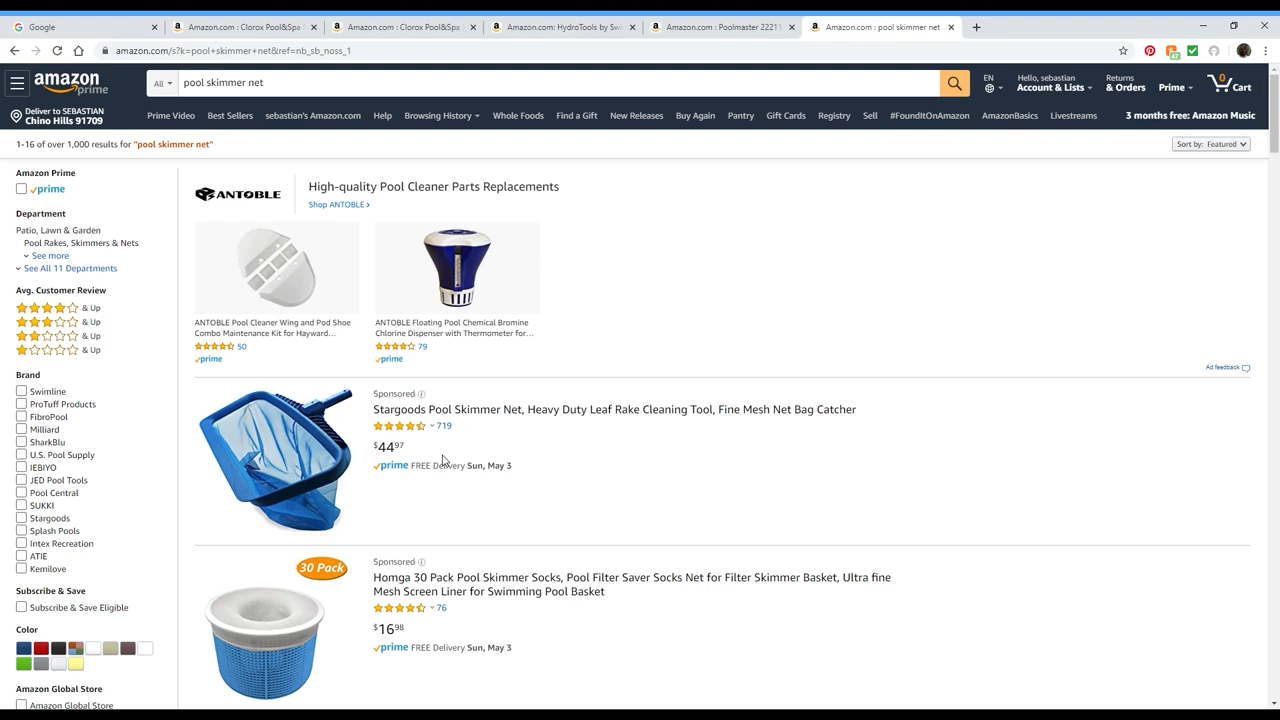 Google
Amazon.com : Clorox Pool&Spa
Amazon.com : Clorox Pool&Spa
Amazon.com: HydroTools by Swi
Amazon.com : Poolmaster 22211
Amazon.com : pool skimmer net
amazon.com/s?k=pool+skimmer+net&ref=nb_sb_noss_1
amazon prime
All
pool skimmer net
EN
Hello, sebastian
Account & Lists
Returns
& Orders
Prime
0
Cart
Deliver to SEBASTIAN
Chino Hills 91709
Prime Video Best Sellers sebastian's Amazon.com Help Browsing History Whole Foods Find a Gift New Releases Buy Again Pantry Gift Cards Registry Sell #FoundItOnAmazon AmazonBasics Livestreams
3 months free: Amazon Music
1-16 of over 1,000 results for "pool skimmer net"
Sort by: Featured
Amazon Prime
prime
Department
Patio, Lawn & Garden
Pool Rakes, Skimmers & Nets
See more
See All 11 Departments
Avg. Customer Review
& Up
& Up
& Up
& Up
Brand
Swimline
ProTuff Products
FibroPool
Milliard
SharkBlu
U.S. Pool Supply
IEBIYO
JED Pool Tools
Pool Central
SUKKI
Stargoods
Splash Pools
Intex Recreation
ATIE
Kemilove
Subscribe & Save
Subscribe & Save Eligible
Color
Amazon Global Store
Amazon Global Store
ANTOBLE
High-quality Pool Cleaner Parts Replacements
Shop ANTOBLE
ANTOBLE Pool Cleaner Wing and Pod Shoe
Combo Maintenance Kit for Hayward…
50
prime
ANTOBLE Floating Pool Chemical Bromine
Chlorine Dispenser with Thermometer for…
79
prime
Ad feedback
Sponsored
Stargoods Pool Skimmer Net, Heavy Duty Leaf Rake Cleaning Tool, Fine Mesh Net Bag Catcher
719
$44 97
prime FREE Delivery Sun, May 3
30 Pack
Sponsored
Homga 30 Pack Pool Skimmer Socks, Pool Filter Saver Socks Net for Filter Skimmer Basket, Ultra fine
Mesh Screen Liner for Swimming Pool Basket
76
$16 98
prime FREE Delivery Sun, May 3